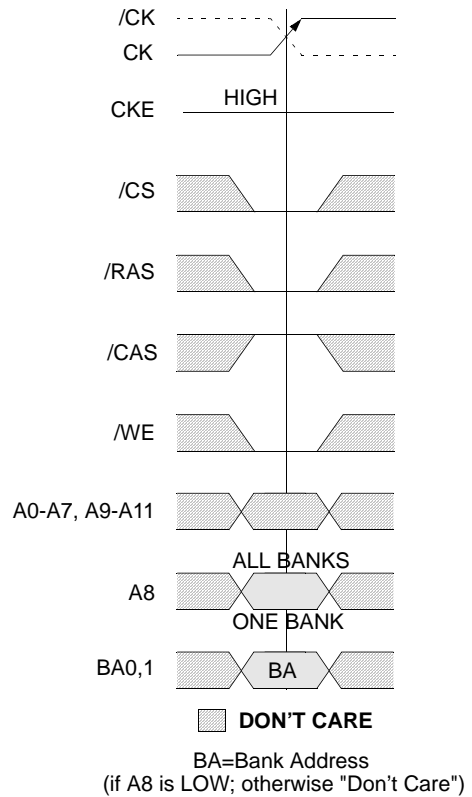 /CK
CK
HIGH
CKE
/CS
/RAS
/CAS
/WE
A0-A7, A9-A11
ALL BANKS
A8
ONE BANK
BA0,1
BA
DON'T CARE
BA=Bank Address
(if A8 is LOW; otherwise "Don't Care")